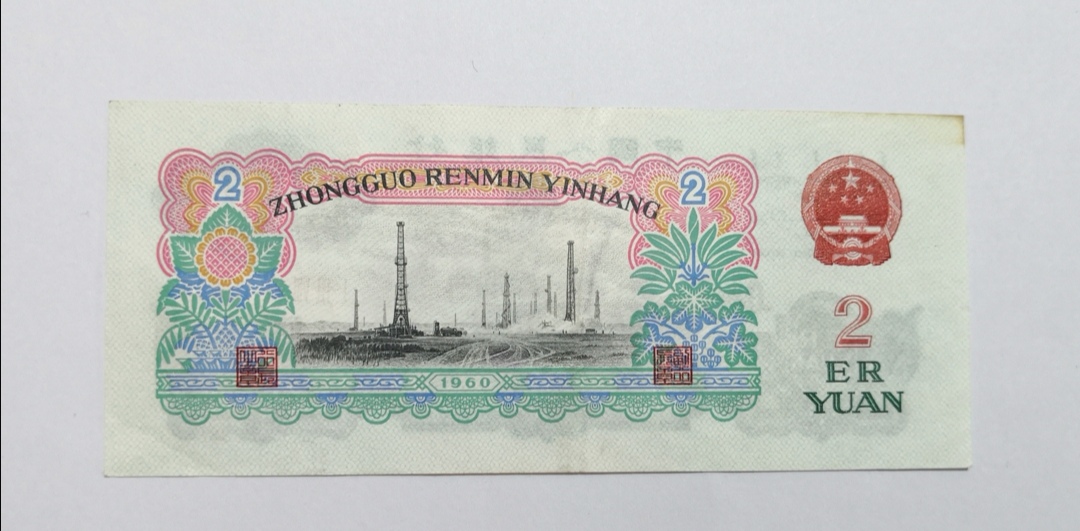 2
2
ZHONGGUO RENMIN YINHANG
1960
2
ER
YUAN